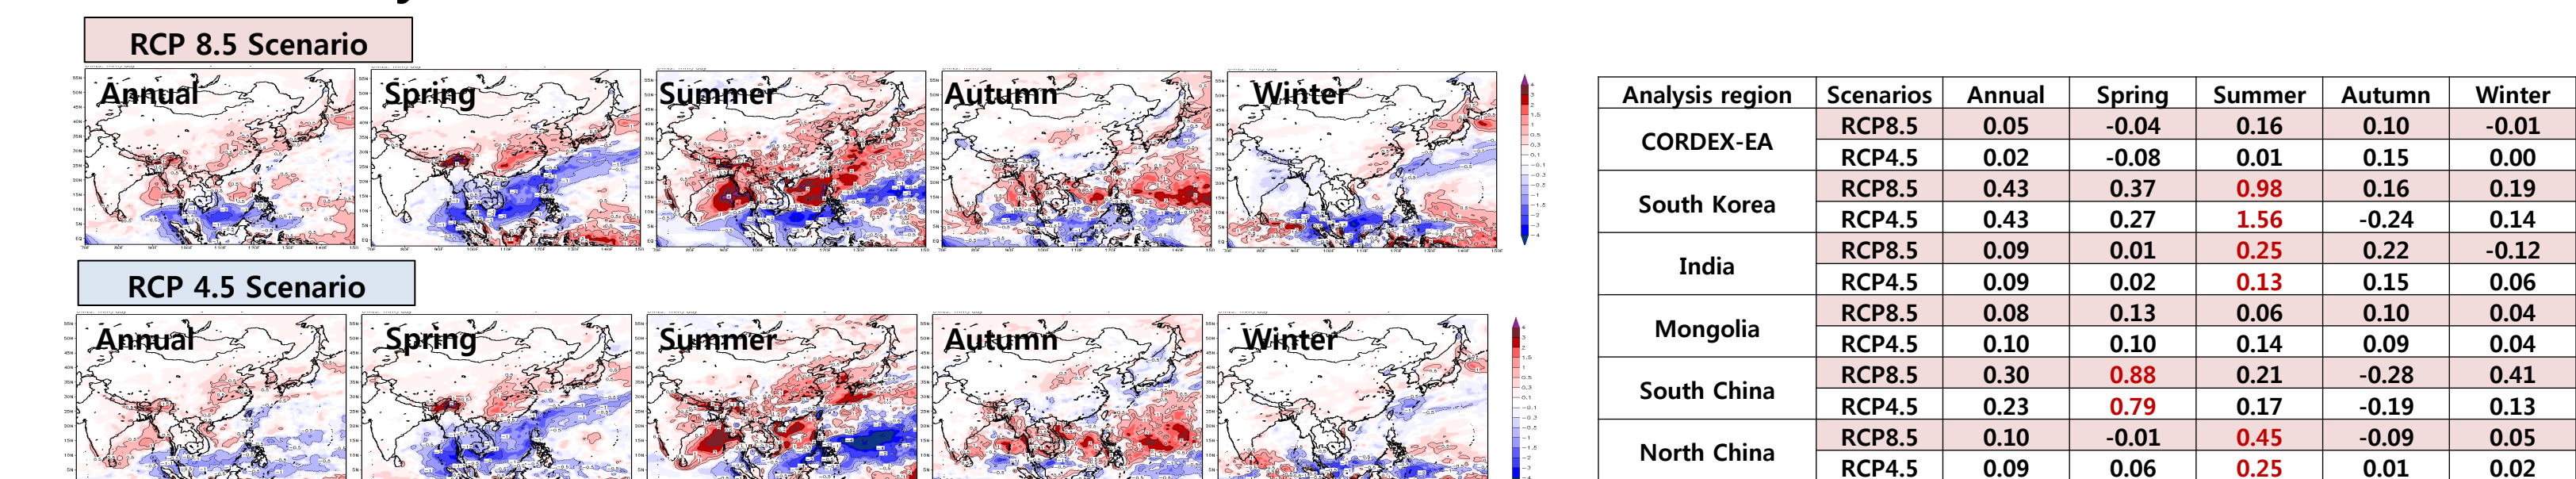 RCP 8.5 Scenario
Annual
Spring
Summer
Autumn
Winter
RCP 4.5 Scenario
Annual
Spring
Summer
Autumn
Winter
Analysis region Scenarios Annual Spring Summer Autumn Winter
CORDEX-EA RCP8.5 0.05 -0.04 0.16 0.10 -0.01
RCP4.5 0.02 -0.08 0.01 0.15 0.00
South Korea RCP8.5 0.43 0.37 0.98 0.16 0.19
RCP4.5 0.43 0.27 1.56 -0.24 0.14
India RCP8.5 0.09 0.01 0.25 0.22 -0.12
RCP4.5 0.09 0.02 0.13 0.15 0.06
Mongolia RCP8.5 0.08 0.13 0.06 0.10 0.04
RCP4.5 0.10 0.10 0.14 0.09 0.04
South China RCP8.5 0.30 0.88 0.21 -0.28 0.41
RCP4.5 0.23 0.79 0.17 -0.19 0.13
North China RCP8.5 0.10 -0.01 0.45 -0.09 0.05
RCP4.5 0.09 0.06 0.25 0.01 0.02